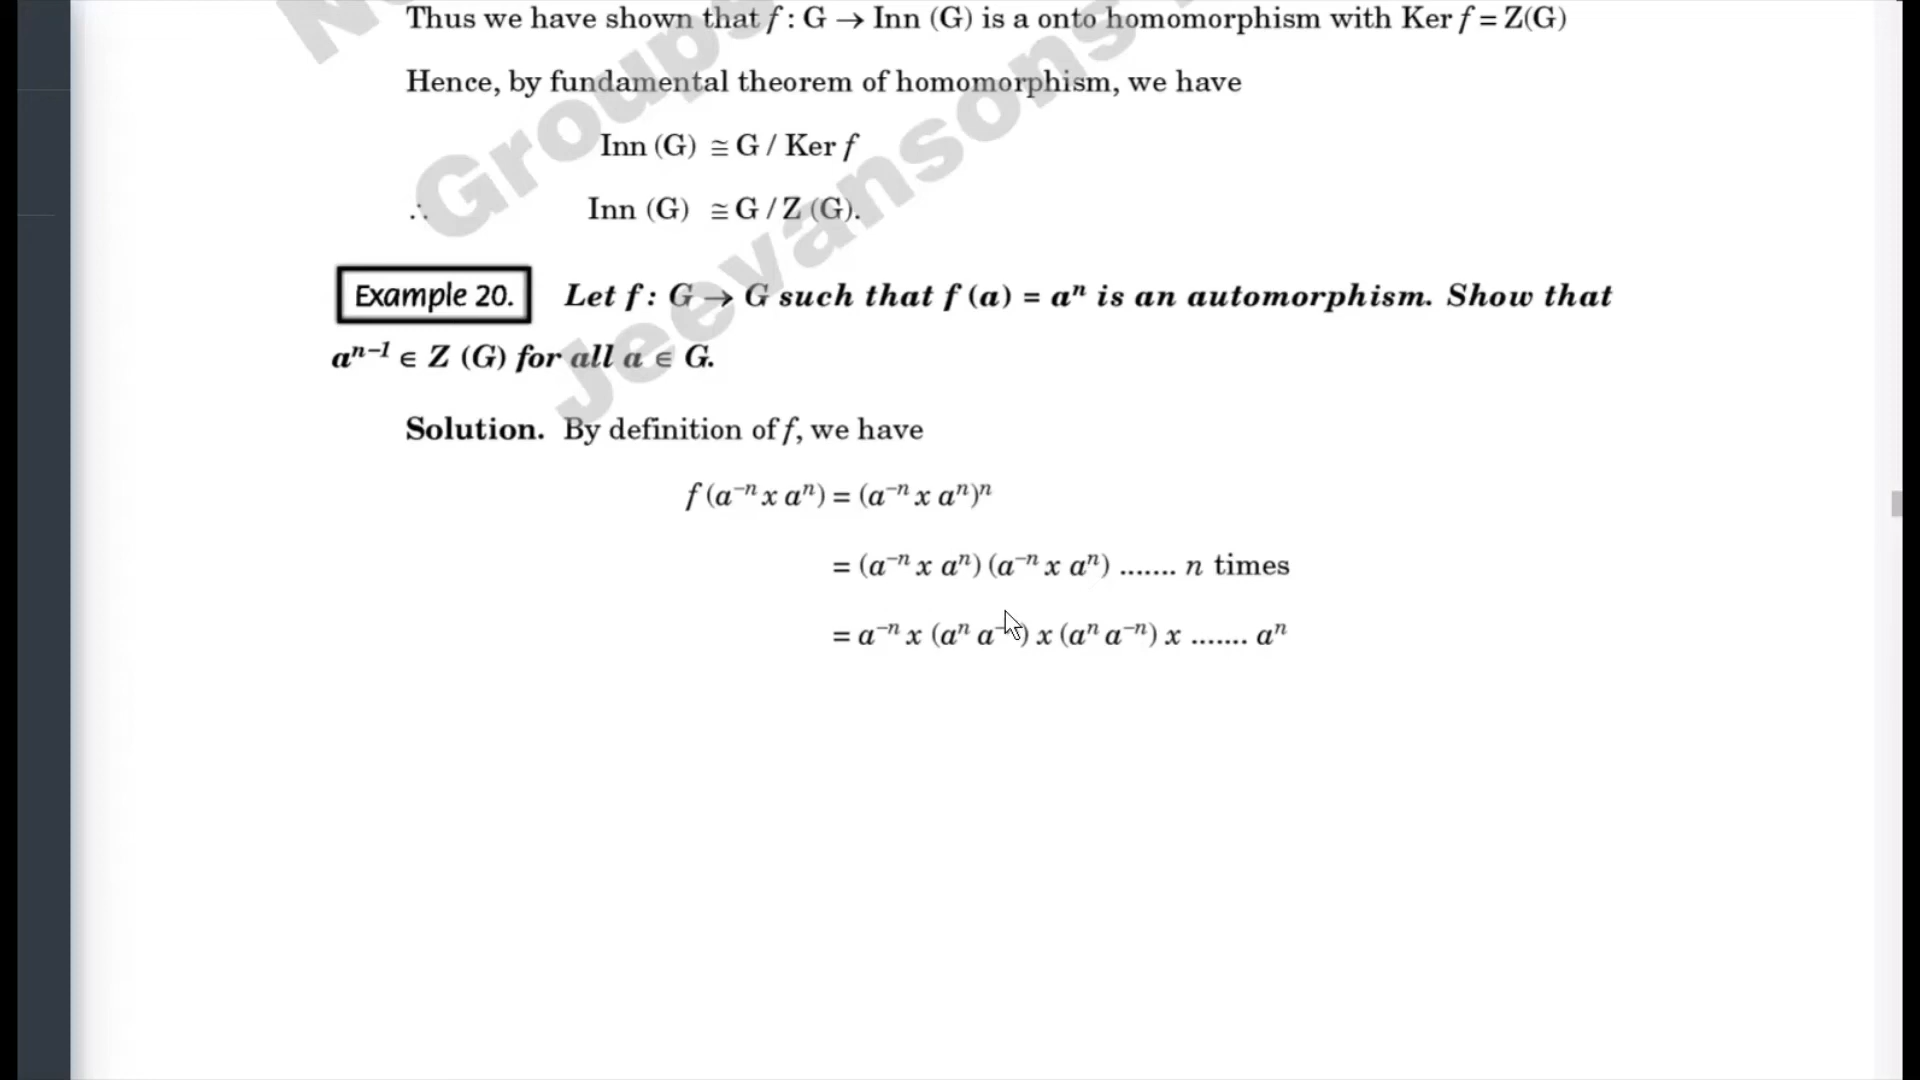 Thus we have shown that f : G → Inn (G) is a onto homomorphism with Ker f = Z(G)
Hence, by fundamental theorem of homomorphism, we have
Inn (G) ≅ G / Ker f
∴ Inn (G) ≅ G / Z (G).
Example 20. Let f : G → G such that f (a) = aⁿ is an automorphism. Show that
aⁿ⁻¹ ∈ Z (G) for all a ∈ G.
Solution. By definition of f, we have
f (a⁻ⁿ x aⁿ) = (a⁻ⁿ x aⁿ)ⁿ
= (a⁻ⁿ x aⁿ) (a⁻ⁿ x aⁿ) ....... n times
= a⁻ⁿ x (aⁿ a⁻ ) x (aⁿ a⁻ⁿ) x ....... aⁿ
Groups
Jeevansons